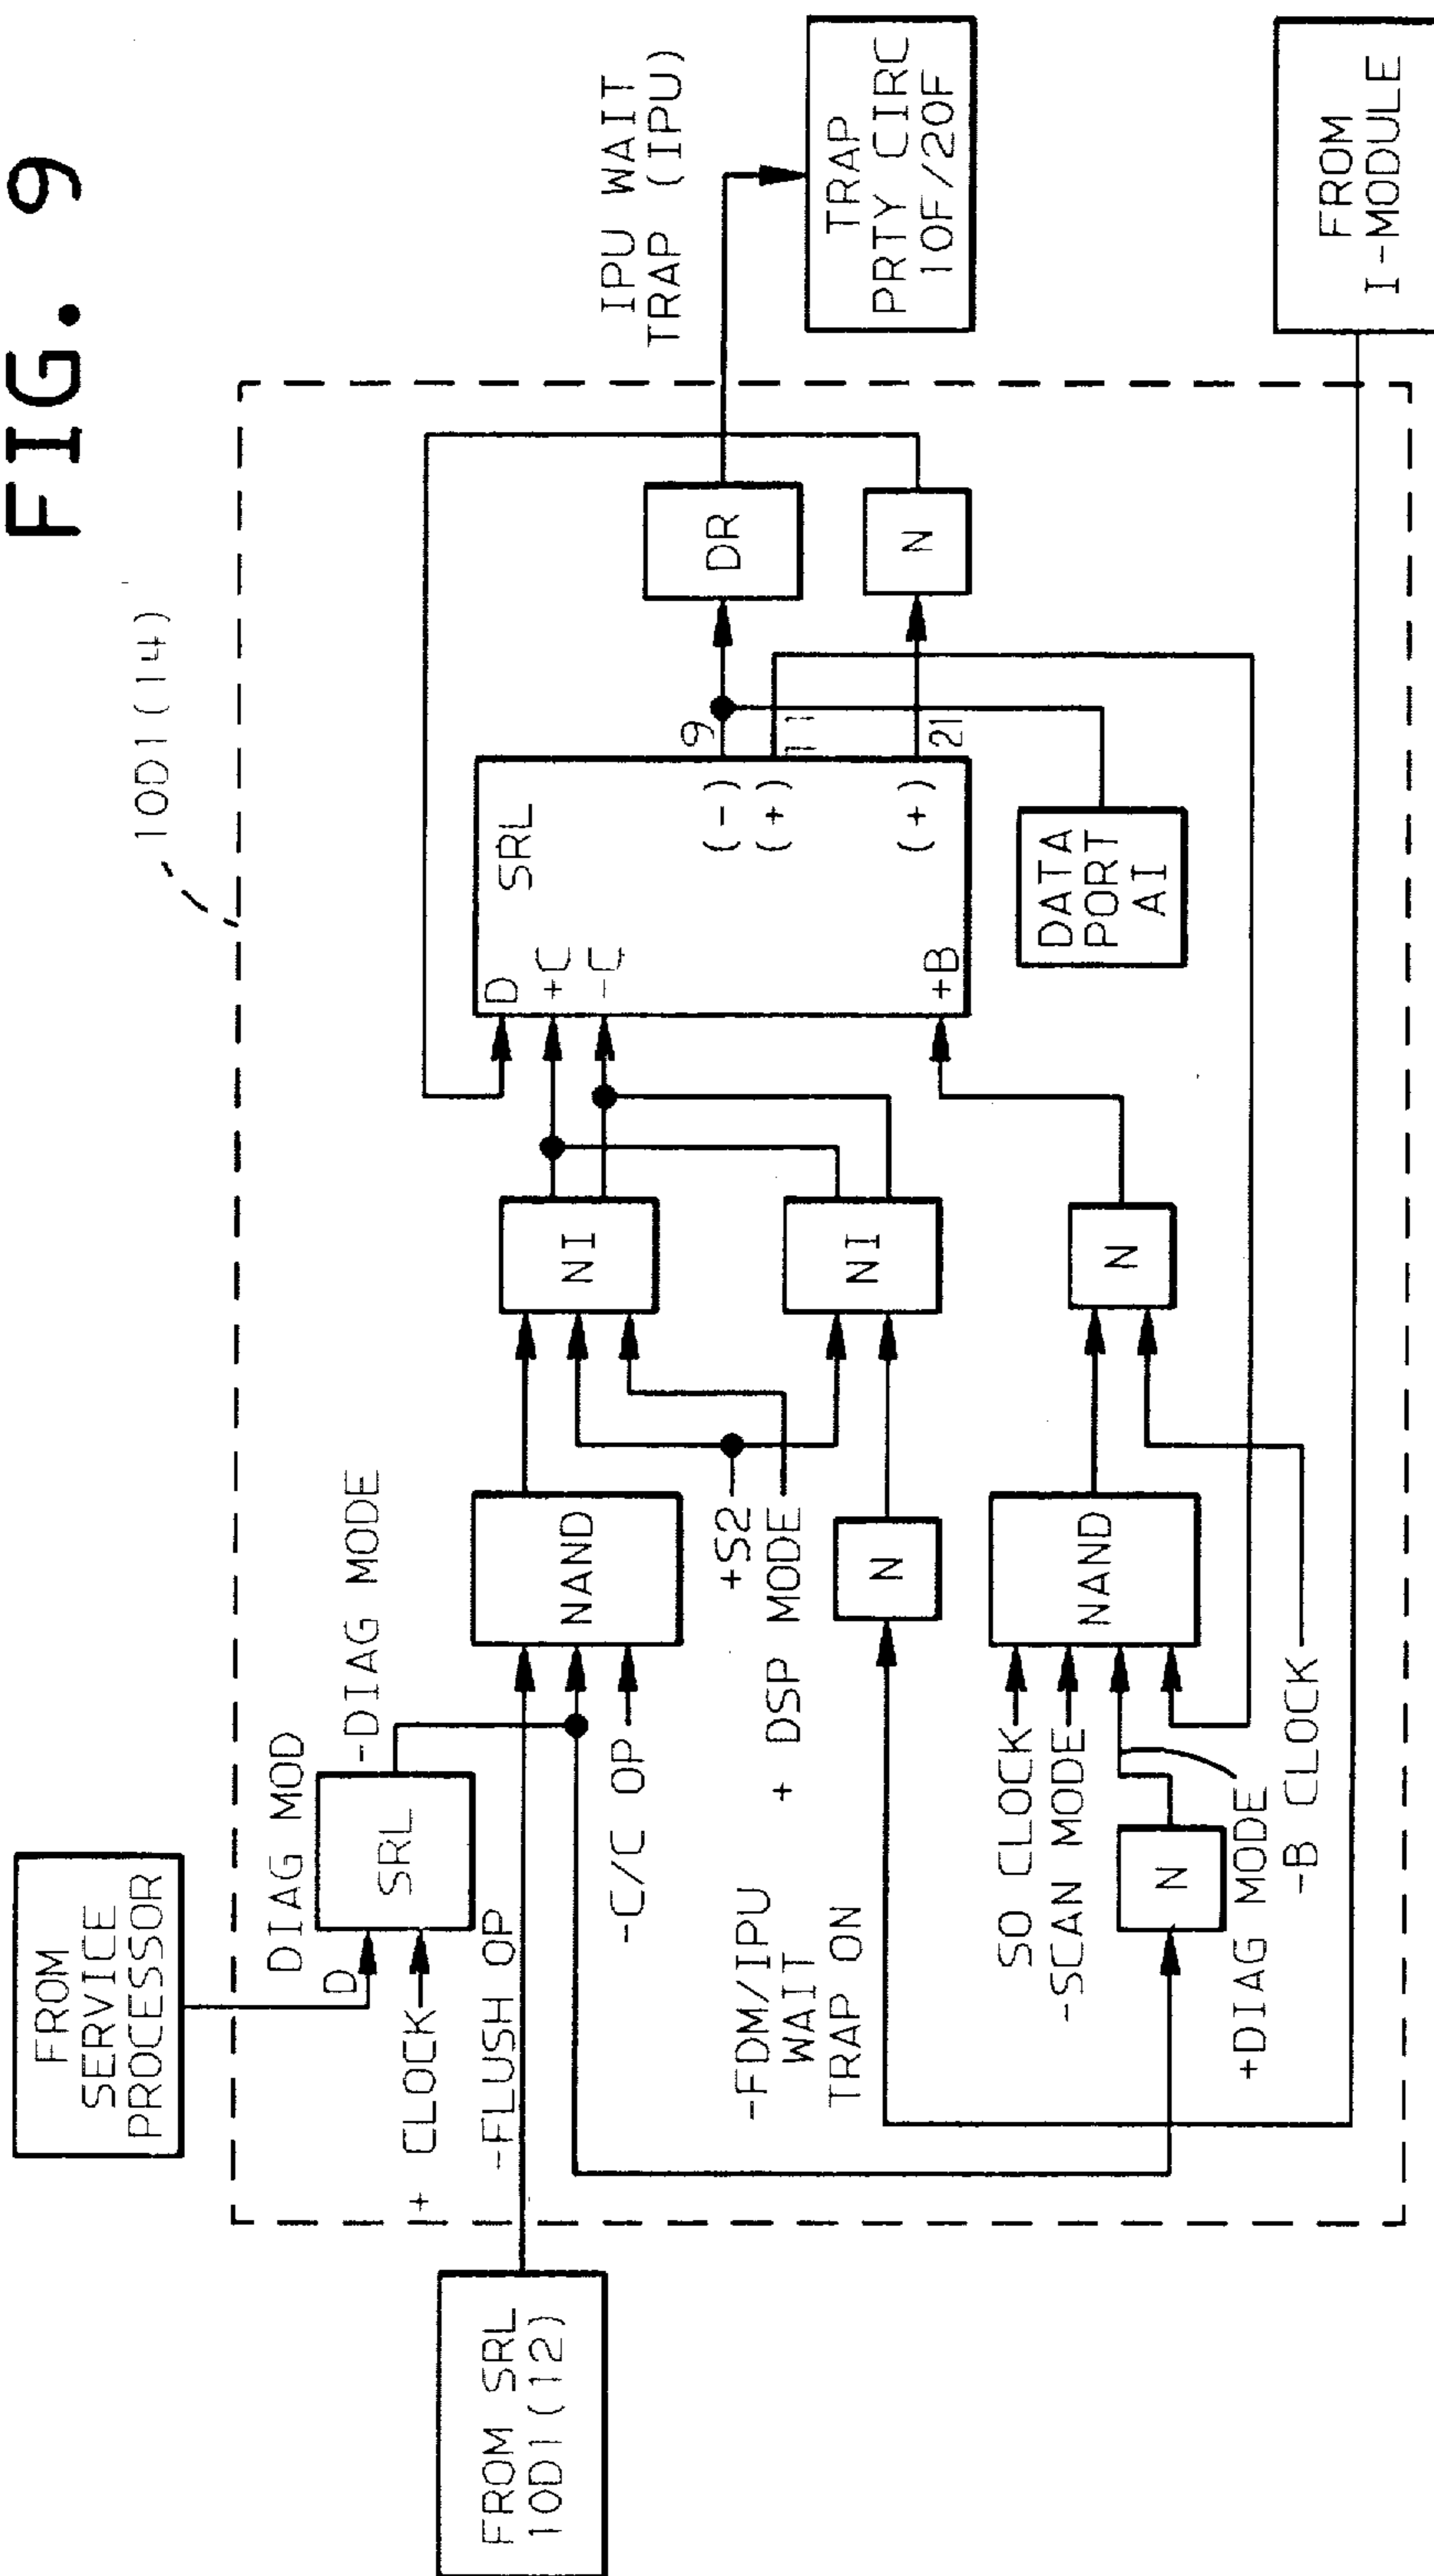 FIG. 9
10D1(14)
FROM
SERVICE
PROCESSOR
FROM SRL
10D1(12)
DIAG MOD
D
SRL
-DIAG MODE
+ CLOCK
-FLUSH OP
-C/C OP
NAND
+S2
+ DSP MODE
NI
NI
-FDM/IPU
WAIT
TRAP ON
N
SO CLOCK
-SCAN MODE
NAND
N
+DIAG MODE
-B CLOCK
N
D
+C
-C
+B
SRL
(-)
(+)
(+)
9
11
21
DATA
PORT
AI
DR
N
IPU WAIT
TRAP (IPU)
TRAP
PRTY CIRC
10F/20F
FROM
I-MODULE